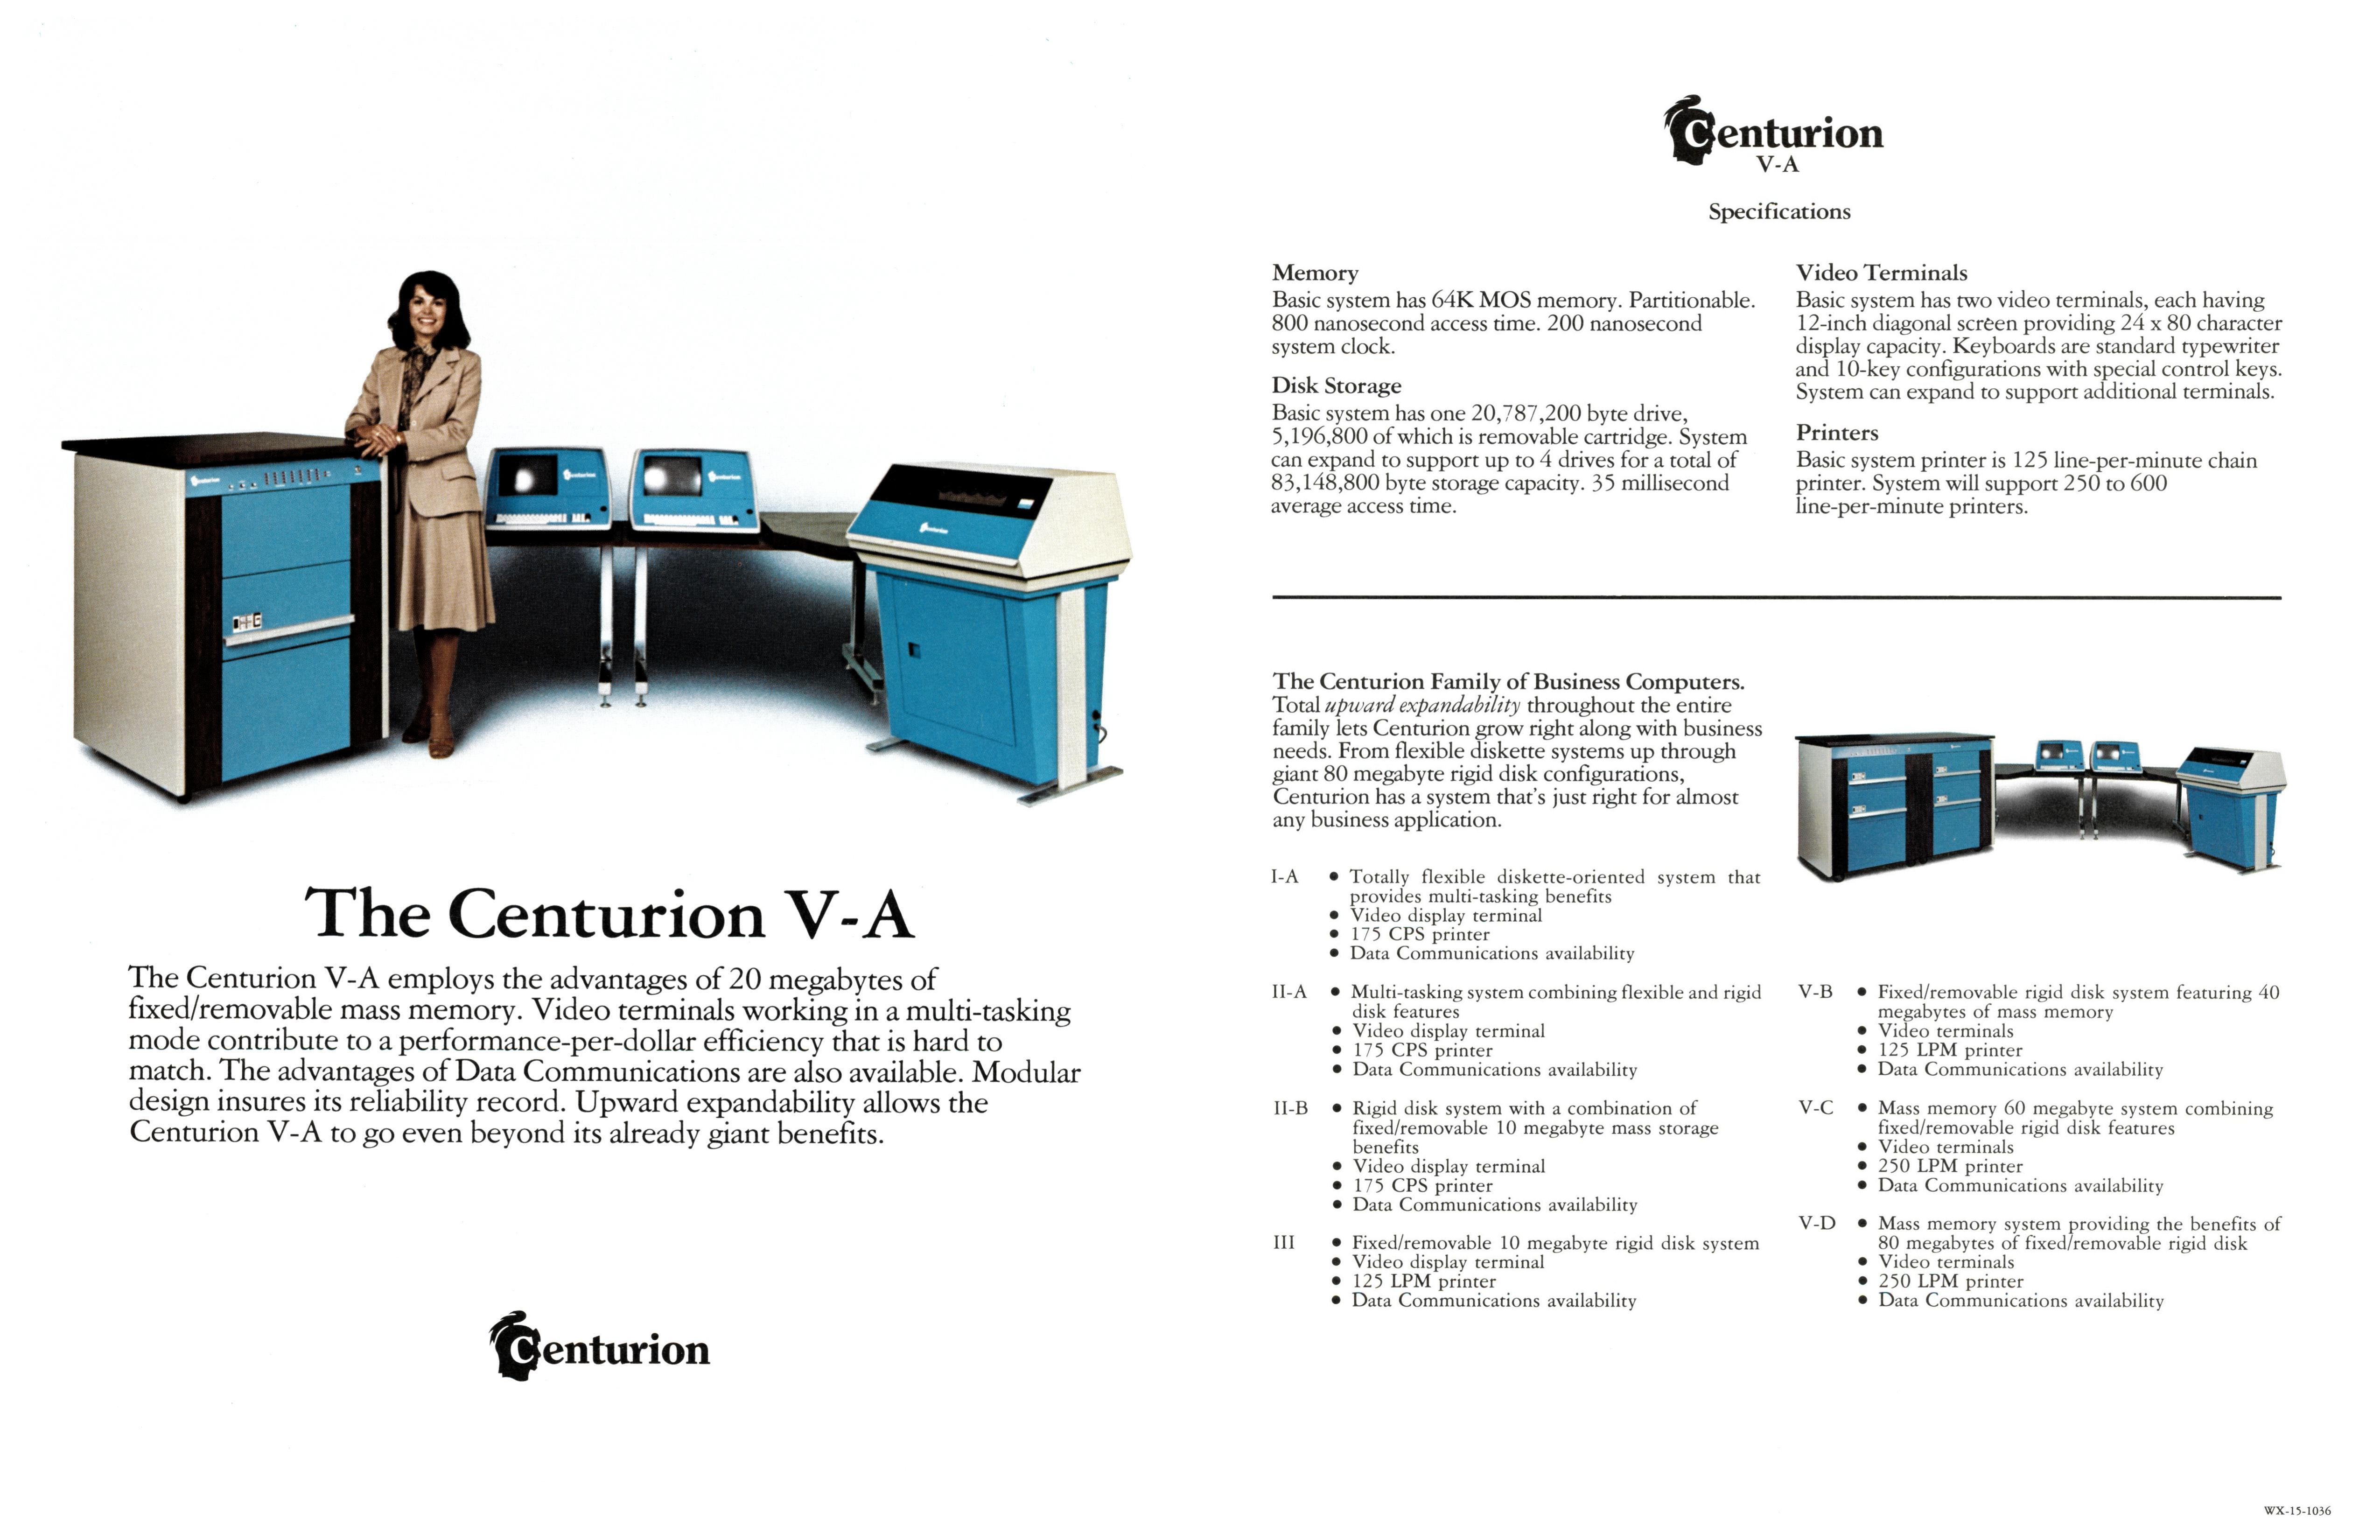 The Centurion V-A
The Centurion V-A employs the advantages of 20 megabytes of
fixed/removable mass memory. Video terminals working in a multi-tasking
mode contribute to a performance-per-dollar efficiency that is hard to
match. The advantages of Data Communications are also available. Modular
design insures its reliability record. Upward expandability allows the
Centurion V-A to go even beyond its already giant benefits.
Centurion
Centurion
V-A
Specifications
Memory
Basic system has 64K MOS memory. Partitionable.
800 nanosecond access time. 200 nanosecond
system clock.
Disk Storage
Basic system has one 20,787,200 byte drive,
5,196,800 of which is removable cartridge. System
can expand to support up to 4 drives for a total of
83,148,800 byte storage capacity. 35 millisecond
average access time.
Video Terminals
Basic system has two video terminals, each having
12-inch diagonal screen providing 24 x 80 character
display capacity. Keyboards are standard typewriter
and 10-key configurations with special control keys.
System can expand to support additional terminals.
Printers
Basic system printer is 125 line-per-minute chain
printer. System will support 250 to 600
line-per-minute printers.
The Centurion Family of Business Computers.
Total upward expandability throughout the entire
family lets Centurion grow right along with business
needs. From flexible diskette systems up through
giant 80 megabyte rigid disk configurations,
Centurion has a system that's just right for almost
any business application.
I-A • Totally flexible diskette-oriented system that
provides multi-tasking benefits
• Video display terminal
• 175 CPS printer
• Data Communications availability
II-A • Multi-tasking system combining flexible and rigid
disk features
• Video display terminal
• 175 CPS printer
• Data Communications availability
II-B • Rigid disk system with a combination of
fixed/removable 10 megabyte mass storage
benefits
• Video display terminal
• 175 CPS printer
• Data Communications availability
III • Fixed/removable 10 megabyte rigid disk system
• Video display terminal
• 125 LPM printer
• Data Communications availability
V-B • Fixed/removable rigid disk system featuring 40
megabytes of mass memory
• Video terminals
• 125 LPM printer
• Data Communications availability
V-C • Mass memory 60 megabyte system combining
fixed/removable rigid disk features
• Video terminals
• 250 LPM printer
• Data Communications availability
V-D • Mass memory system providing the benefits of
80 megabytes of fixed/removable rigid disk
• Video terminals
• 250 LPM printer
• Data Communications availability
WX-15-1036
Centurion
Centurion
Centurion
Centurion